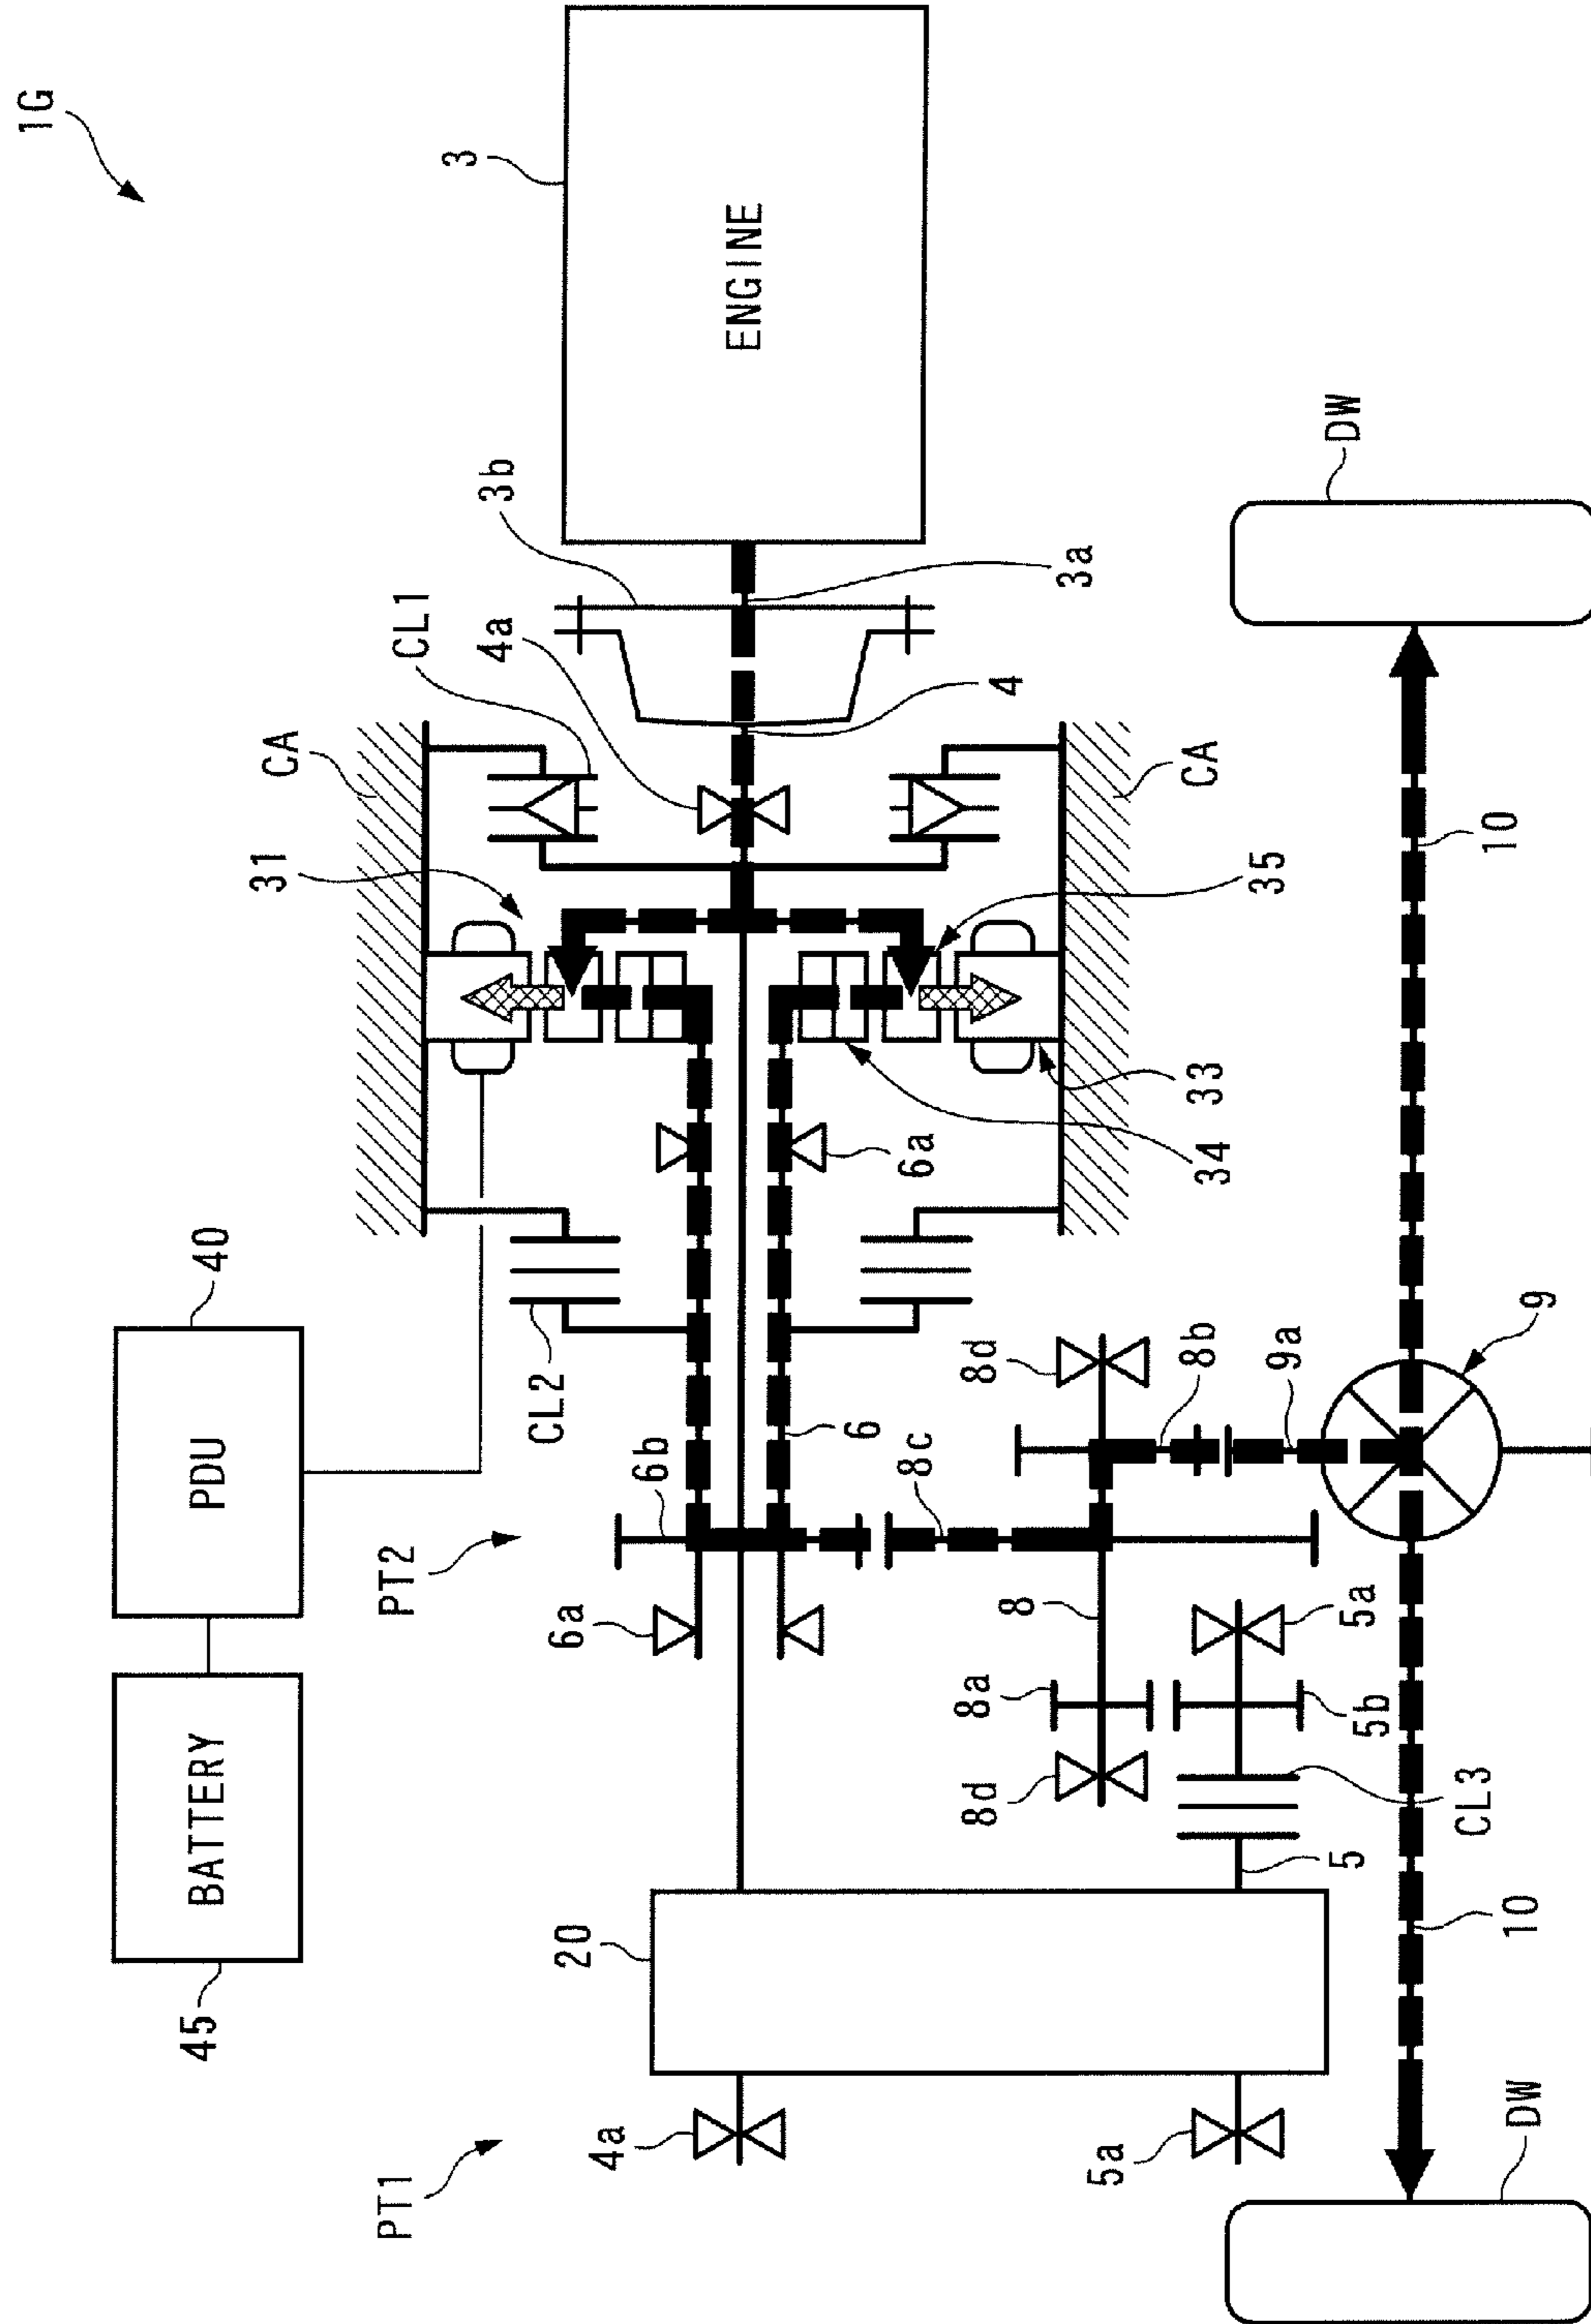 1G
3
ENGINE
3b
3a
CL1
4a
4
CA
CA
31
35
33
34
6a
DW
10
40
PDU
CL2
6
6b
8c
8d
8b
9a
9
PT2
6a
8
5a
8a
5b
8d
CL3
5
BATTERY
45
20
10
PT1
4a
5a
DW